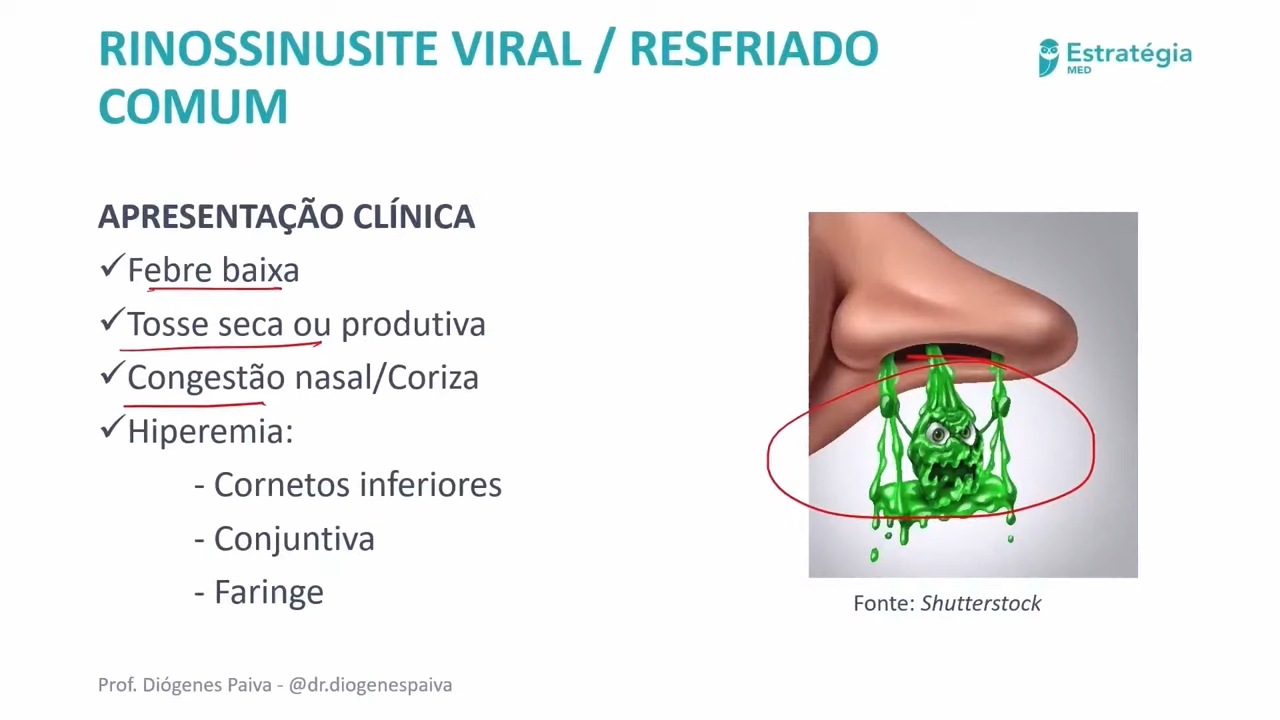 RINOSSINUSITE VIRAL / RESFRIADO
COMUM
Estratégia
MED
APRESENTAÇÃO CLÍNICA
✓Febre baixa
✓Tosse seca ou produtiva
✓Congestão nasal/Coriza
✓Hiperemia:
- Cornetos inferiores
- Conjuntiva
- Faringe
Fonte: Shutterstock
Prof. Diógenes Paiva - @dr.diogenespaiva